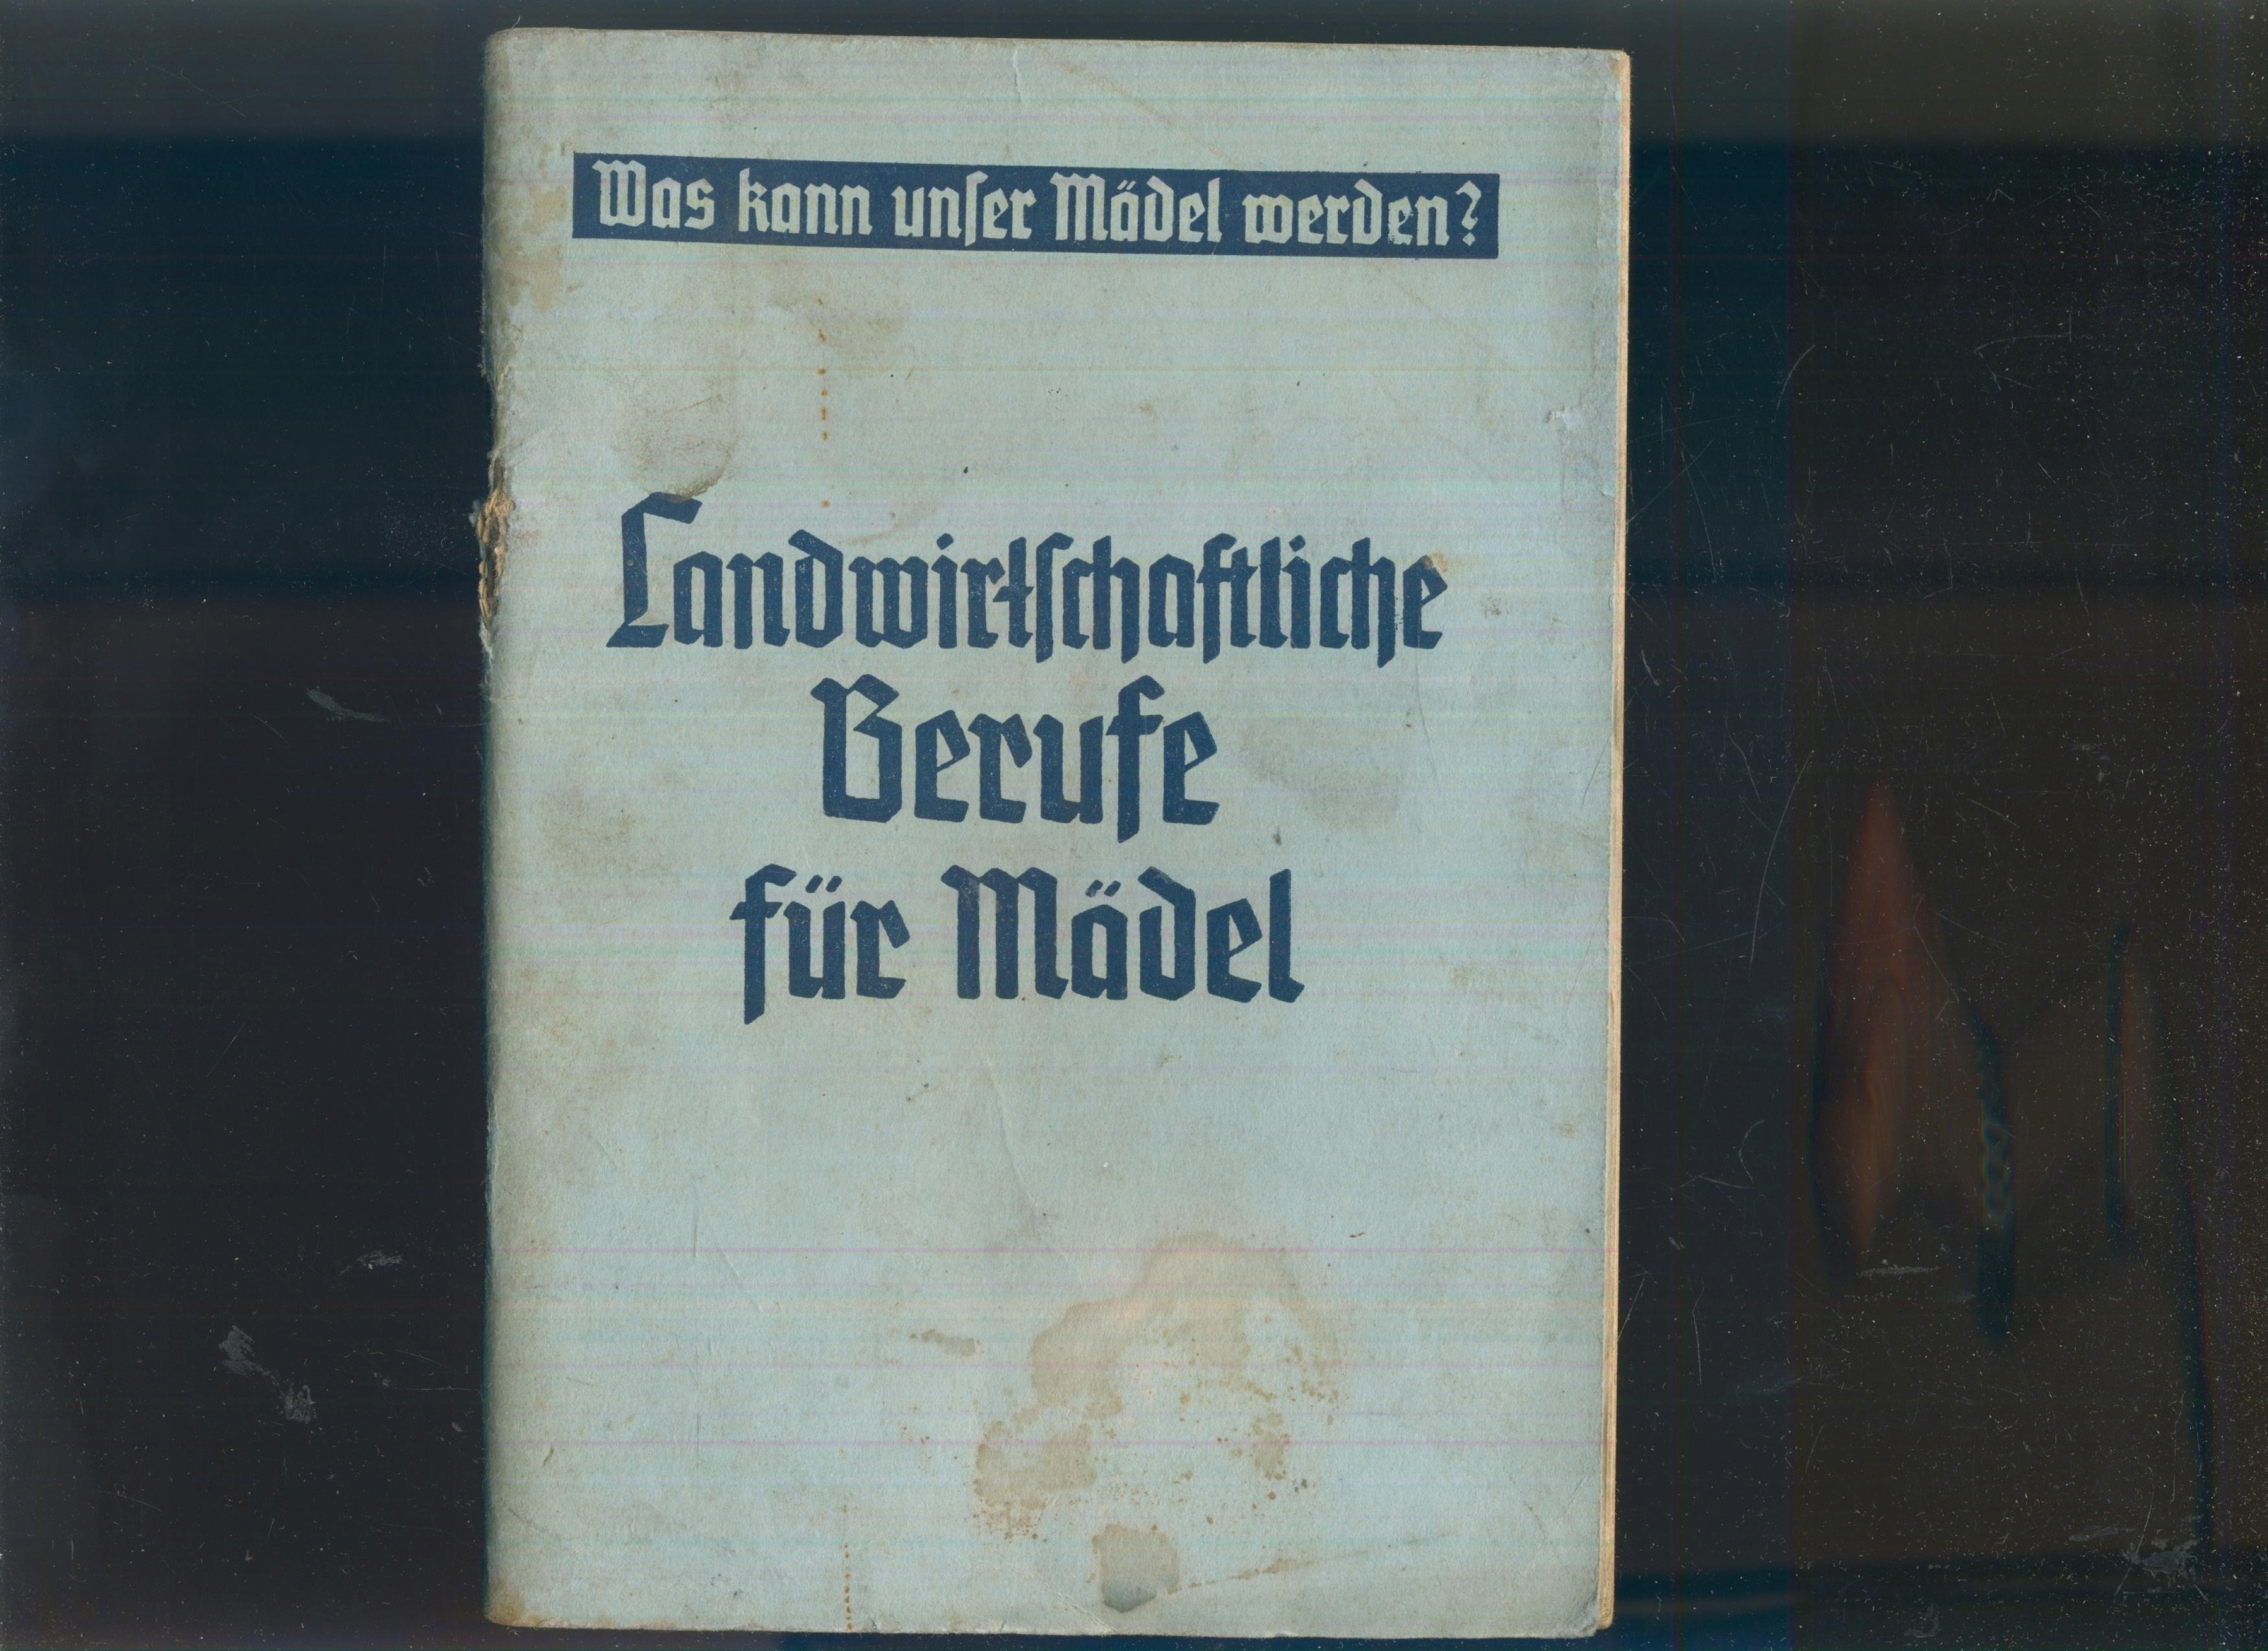 Was kann unser Mädel werden?
Landwirtschaftliche
Berufe
für Mädel